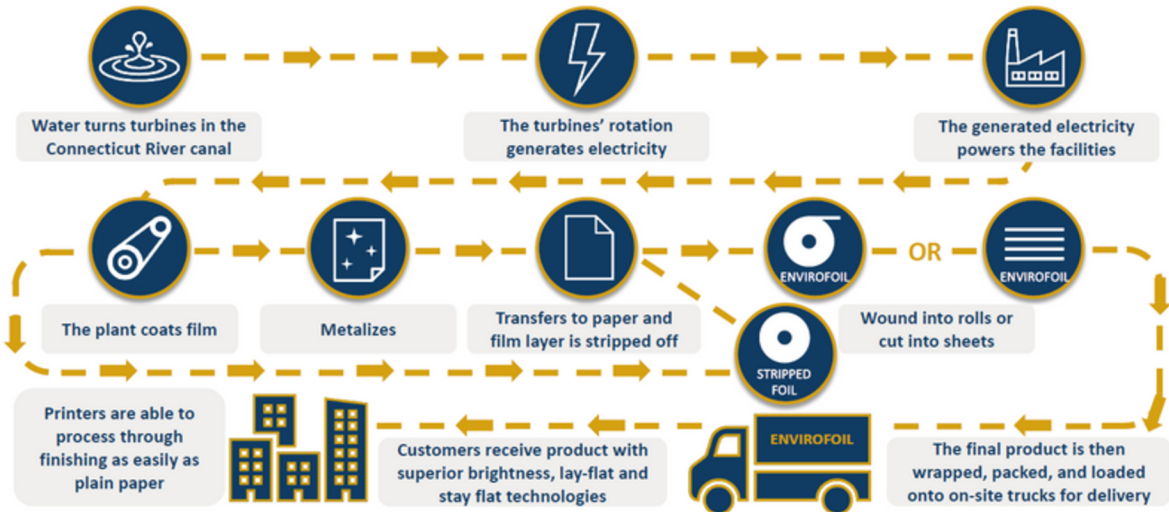 Water turns turbines in the
Connecticut River canal
The turbines' rotation
generates electricity
The generated electricity
powers the facilities
ENVIROFOIL
OR
ENVIROFOIL
The plant coats film
Metalizes
Transfers to paper and
film layer is stripped off
Wound into rolls or
cut into sheets
STRIPPED
FOIL
Printers are able to
process through
finishing as easily as
plain paper
Customers receive product with
superior brightness, lay-flat and
stay flat technologies
ENVIROFOIL
The final product is then
wrapped, packed, and loaded
onto on-site trucks for delivery